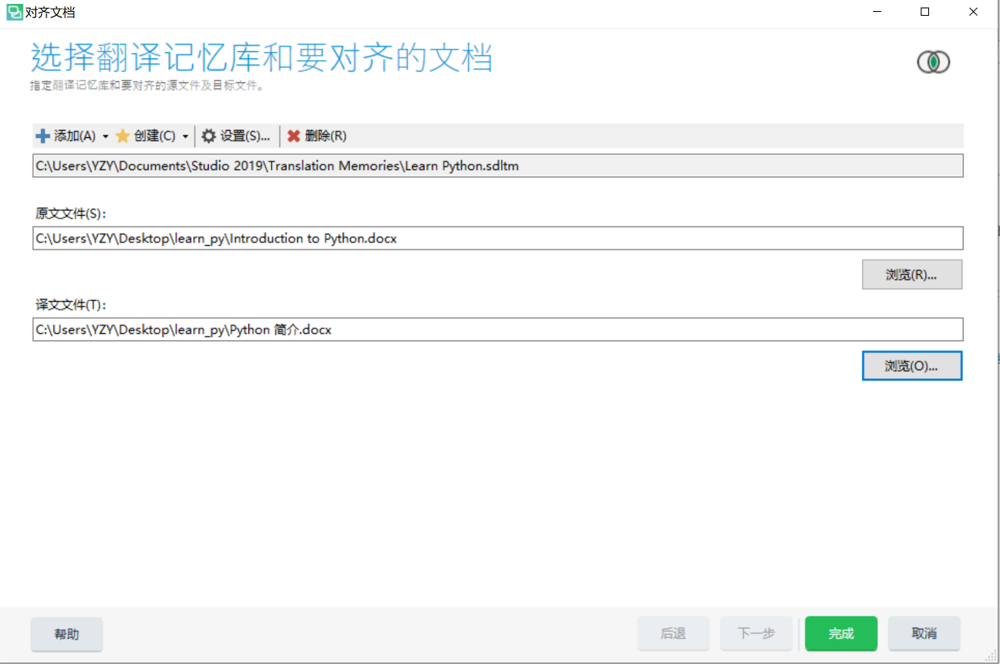 对齐文档
选择翻译记忆库和要对齐的文档
指定翻译记忆库和要对齐的源文件及目标文件。
添加(A) 创建(C) 设置(S)... 删除(R)
C:\Users\YZY\Documents\Studio 2019\Translation Memories\Learn Python.sdltm
原文文件(S):
C:\Users\YZY\Desktop\learn_py\Introduction to Python.docx
浏览(R)...
译文文件(T):
C:\Users\YZY\Desktop\learn_py\Python 简介.docx
浏览(O)...
帮助 后退 下一步 完成 取消